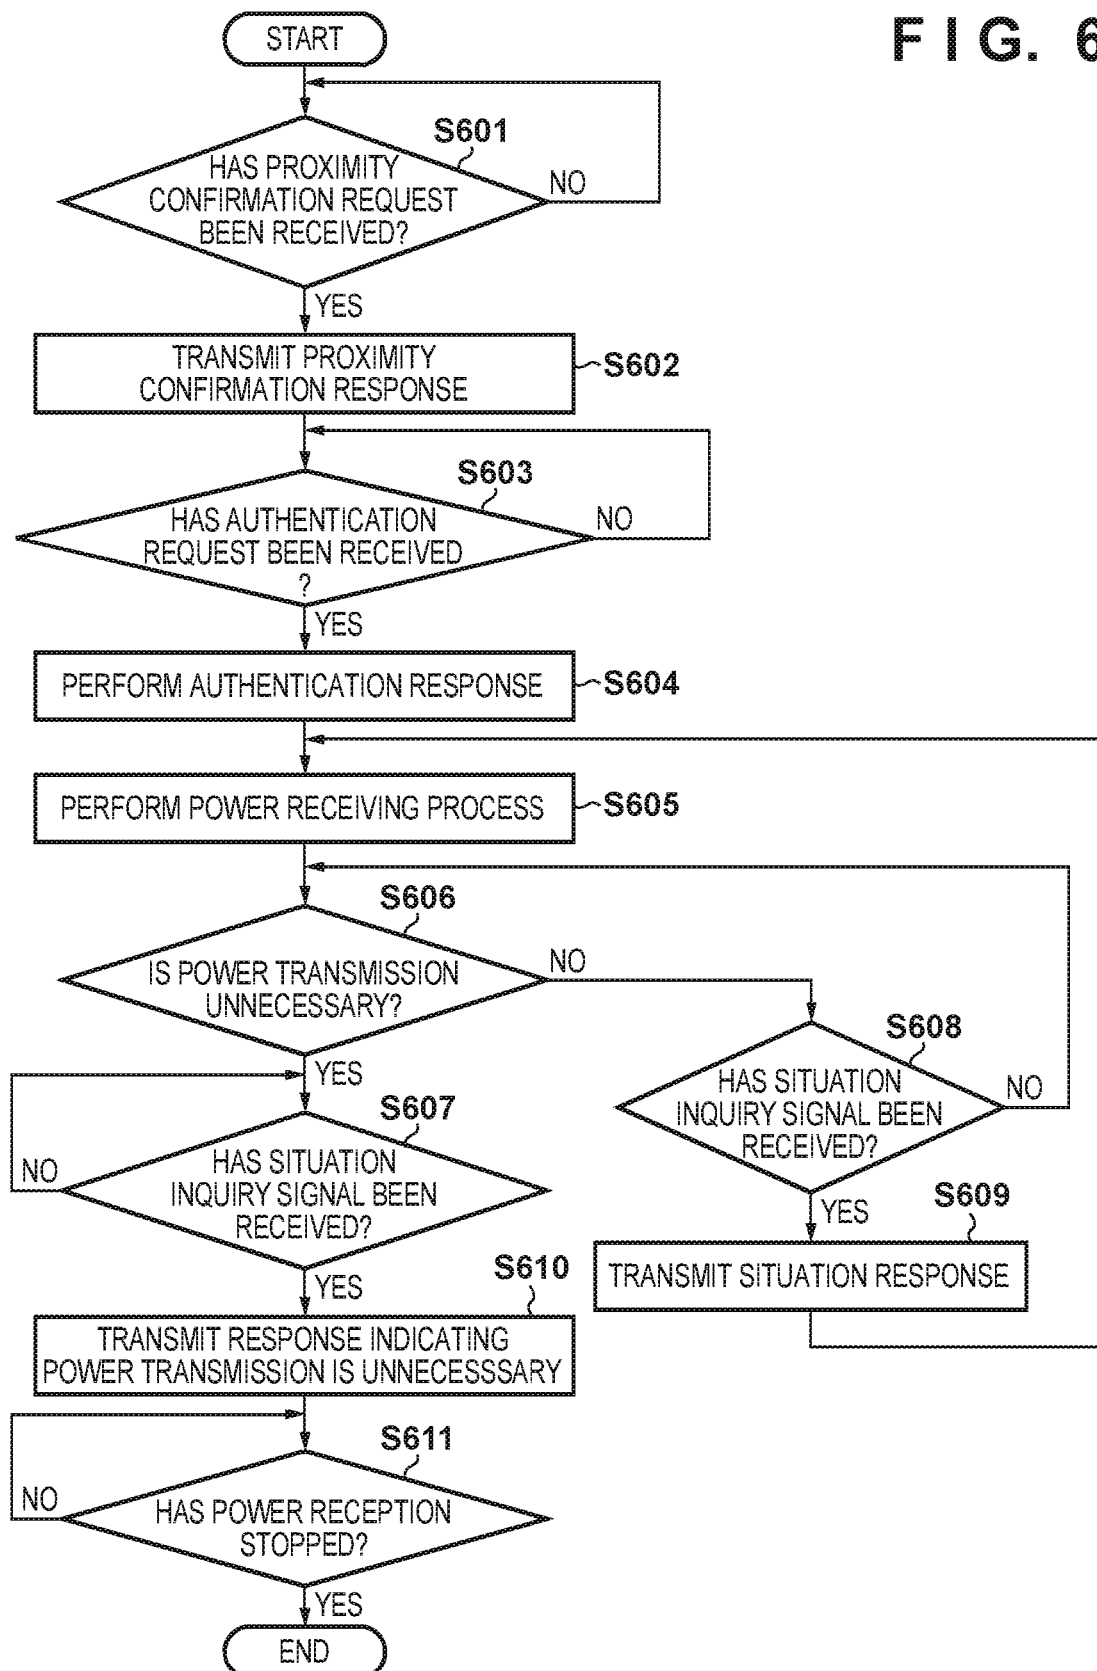 FIG. 6
START
S601
HAS PROXIMITY
CONFIRMATION REQUEST
BEEN RECEIVED?
NO
YES
TRANSMIT PROXIMITY
CONFIRMATION RESPONSE
S602
S603
HAS AUTHENTICATION
REQUEST BEEN RECEIVED
?
NO
YES
PERFORM AUTHENTICATION RESPONSE
S604
PERFORM POWER RECEIVING PROCESS
S605
S606
IS POWER TRANSMISSION
UNNECESSARY?
NO
YES
S608
HAS SITUATION
INQUIRY SIGNAL BEEN
RECEIVED?
NO
YES
S607
HAS SITUATION
INQUIRY SIGNAL BEEN
RECEIVED?
NO
YES
S609
TRANSMIT SITUATION RESPONSE
S610
TRANSMIT RESPONSE INDICATING
POWER TRANSMISSION IS UNNECESSSARY
S611
HAS POWER RECEPTION
STOPPED?
NO
YES
END